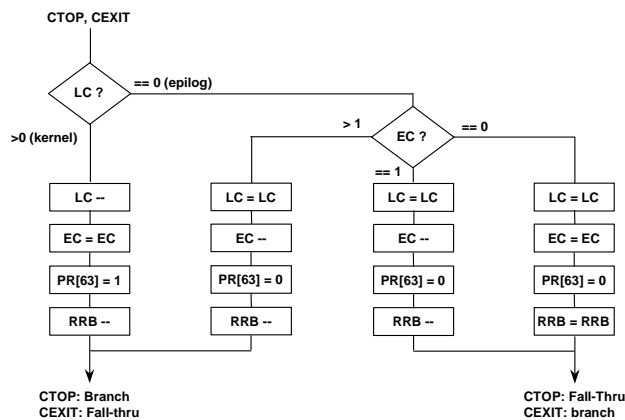 CTOP, CEXIT
LC ?
== 0 (epilog)
>0 (kernel)
> 1
EC ?
== 0
== 1
LC --
LC = LC
LC = LC
LC = LC
EC = EC
EC --
EC --
EC = EC
PR[63] = 1
PR[63] = 0
PR[63] = 0
PR[63] = 0
RRB --
RRB --
RRB --
RRB = RRB
CTOP: Branch
CEXIT: Fall-thru
CTOP: Fall-Thru
CEXIT: branch